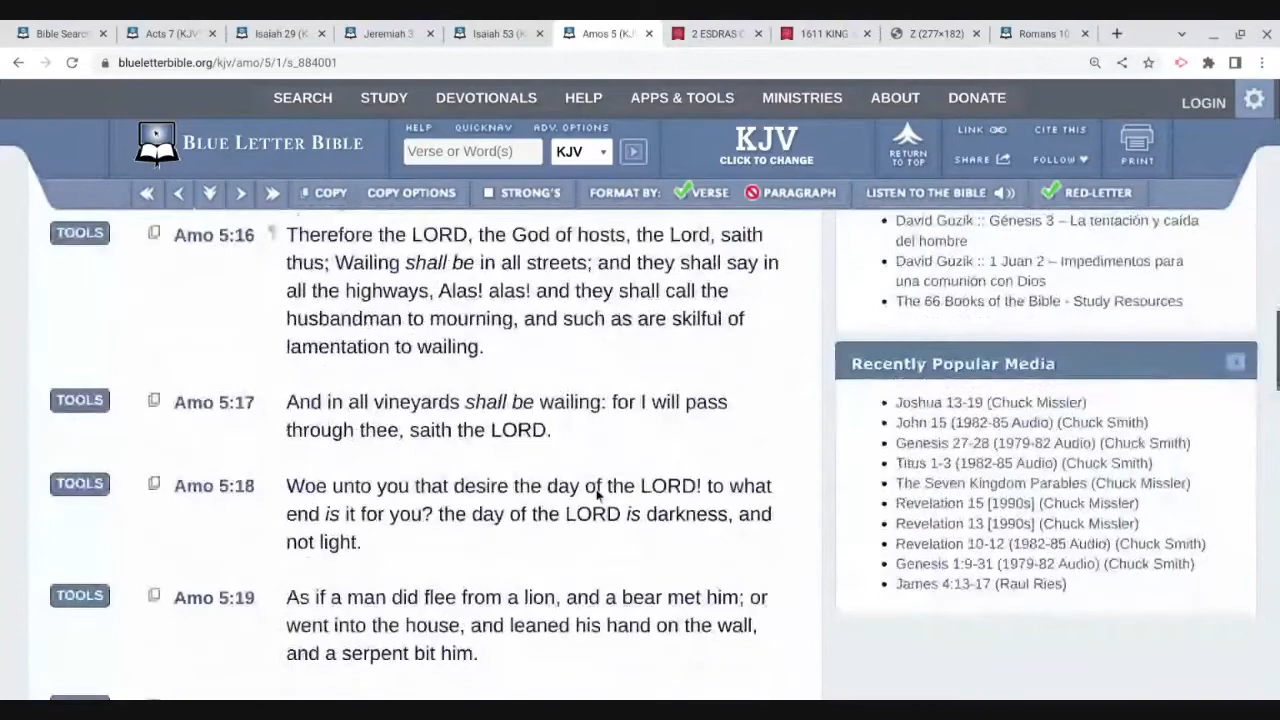 Bible Searc
Acts 7 (KJV
Isaiah 29 (K
Jeremiah 3
Isaiah 53 (K
Amos 5 (KJ
2 ESDRAS C
1611 KING
Z (277×182)
Romans 10
blueletterbible.org/kjv/amo/5/1/s_884001
SEARCH STUDY DEVOTIONALS HELP APPS & TOOLS MINISTRIES ABOUT DONATE LOGIN
BLUE LETTER BIBLE
HELP QUICKNAV ADV. OPTIONS
Verse or Word(s) KJV
KJV
CLICK TO CHANGE
RETURN
TO TOP
LINK CITE THIS
SHARE FOLLOW
PRINT
COPY COPY OPTIONS STRONG'S FORMAT BY: VERSE PARAGRAPH LISTEN TO THE BIBLE RED-LETTER
TOOLS Amo 5:16 ¶ Therefore the LORD, the God of hosts, the Lord, saith
thus; Wailing shall be in all streets; and they shall say in
all the highways, Alas! alas! and they shall call the
husbandman to mourning, and such as are skilful of
lamentation to wailing.
TOOLS Amo 5:17 And in all vineyards shall be wailing: for I will pass
through thee, saith the LORD.
TOOLS Amo 5:18 Woe unto you that desire the day of the LORD! to what
end is it for you? the day of the LORD is darkness, and
not light.
TOOLS Amo 5:19 As if a man did flee from a lion, and a bear met him; or
went into the house, and leaned his hand on the wall,
and a serpent bit him.
David Guzik :: Génesis 3 – La tentación y caída
del hombre
David Guzik :: 1 Juan 2 – Impedimentos para
una comunión con Dios
The 66 Books of the Bible - Study Resources
Recently Popular Media
Joshua 13-19 (Chuck Missler)
John 15 (1982-85 Audio) (Chuck Smith)
Genesis 27-28 (1979-82 Audio) (Chuck Smith)
Titus 1-3 (1982-85 Audio) (Chuck Smith)
The Seven Kingdom Parables (Chuck Missler)
Revelation 15 [1990s] (Chuck Missler)
Revelation 13 [1990s] (Chuck Missler)
Revelation 10-12 (1982-85 Audio) (Chuck Smith)
Genesis 1:9-31 (1979-82 Audio) (Chuck Smith)
James 4:13-17 (Raul Ries)